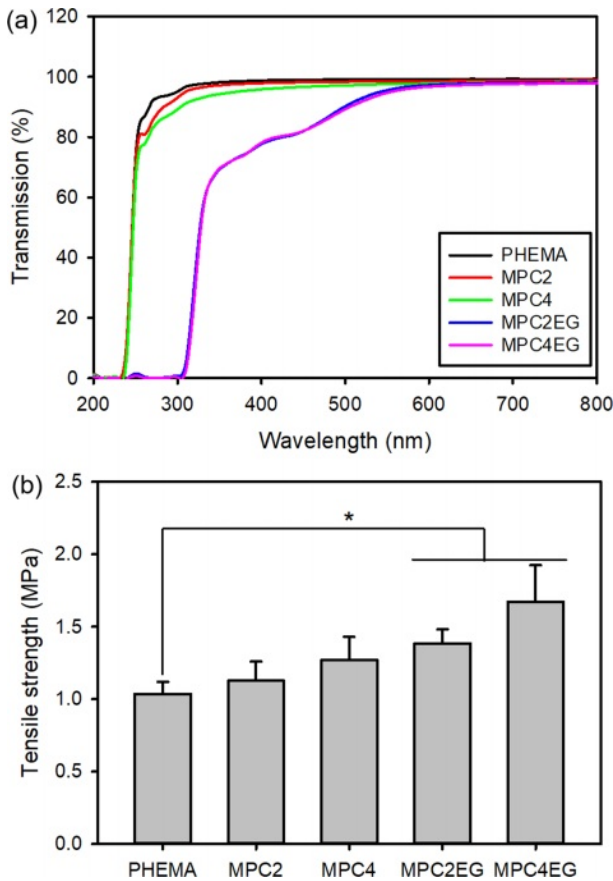 (a)
120
100
80
60
40
20
0
Transmission (%)
PHEMA
MPC2
MPC4
MPC2EG
MPC4EG
200 300 400 500 600 700 800
Wavelength (nm)
(b)
2.5
2.0
1.5
1.0
0.5
0.0
Tensile strength (MPa)
*
PHEMA MPC2 MPC4 MPC2EG MPC4EG